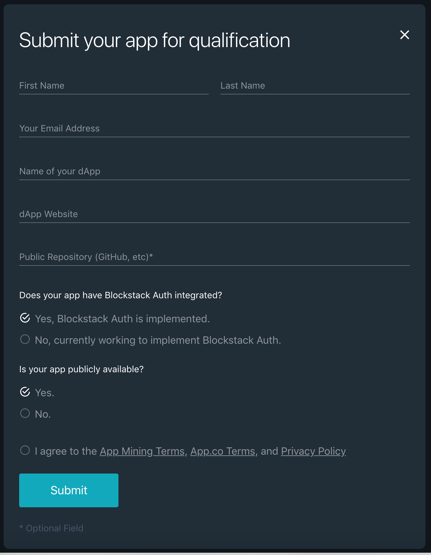 Submit your app for qualification
First Name
Last Name
Your Email Address
Name of your dApp
dApp Website
Public Repository (GitHub, etc)*
Does your app have Blockstack Auth integrated?
Yes, Blockstack Auth is implemented.
No, currently working to implement Blockstack Auth.
Is your app publicly available?
Yes.
No.
I agree to the App Mining Terms, App.co Terms, and Privacy Policy
Submit
* Optional Field